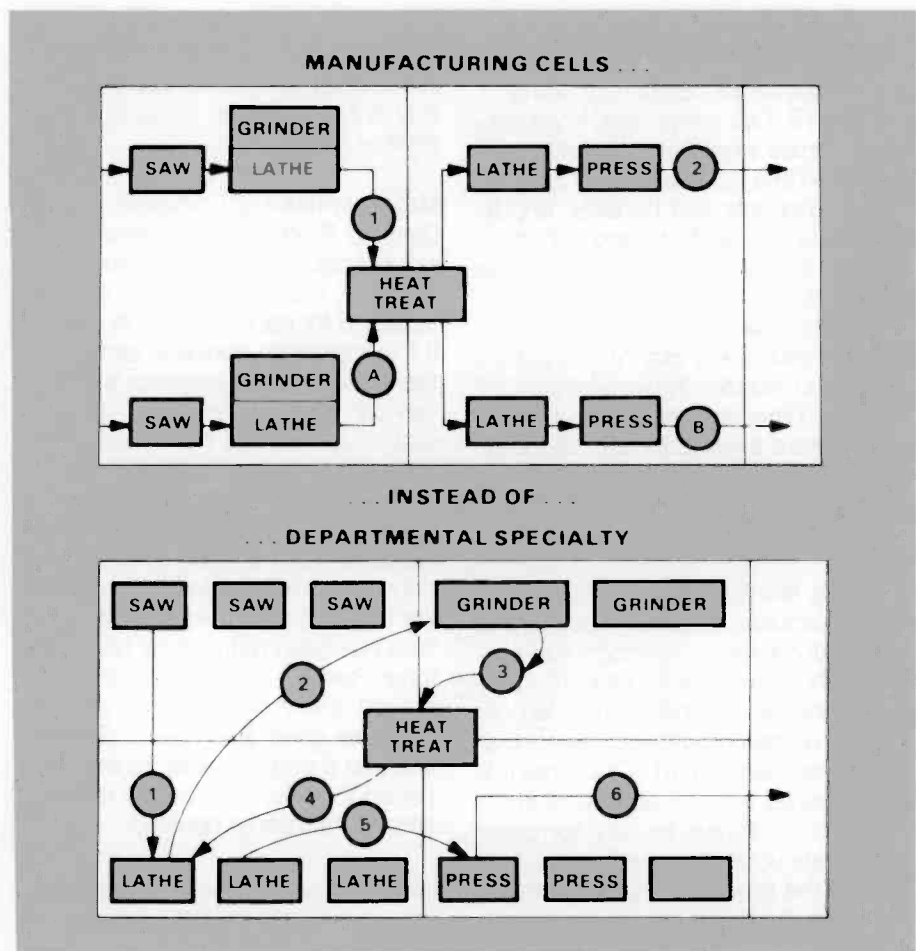 MANUFACTURING CELLS ...
GRINDER
SAW
LATHE
LATHE
PRESS
2
1
HEAT
TREAT
A
GRINDER
SAW
LATHE
LATHE
PRESS
B
... INSTEAD OF ...
... DEPARTMENTAL SPECIALTY
SAW
SAW
SAW
GRINDER
GRINDER
2
3
HEAT
TREAT
1
4
5
6
LATHE
LATHE
LATHE
PRESS
PRESS